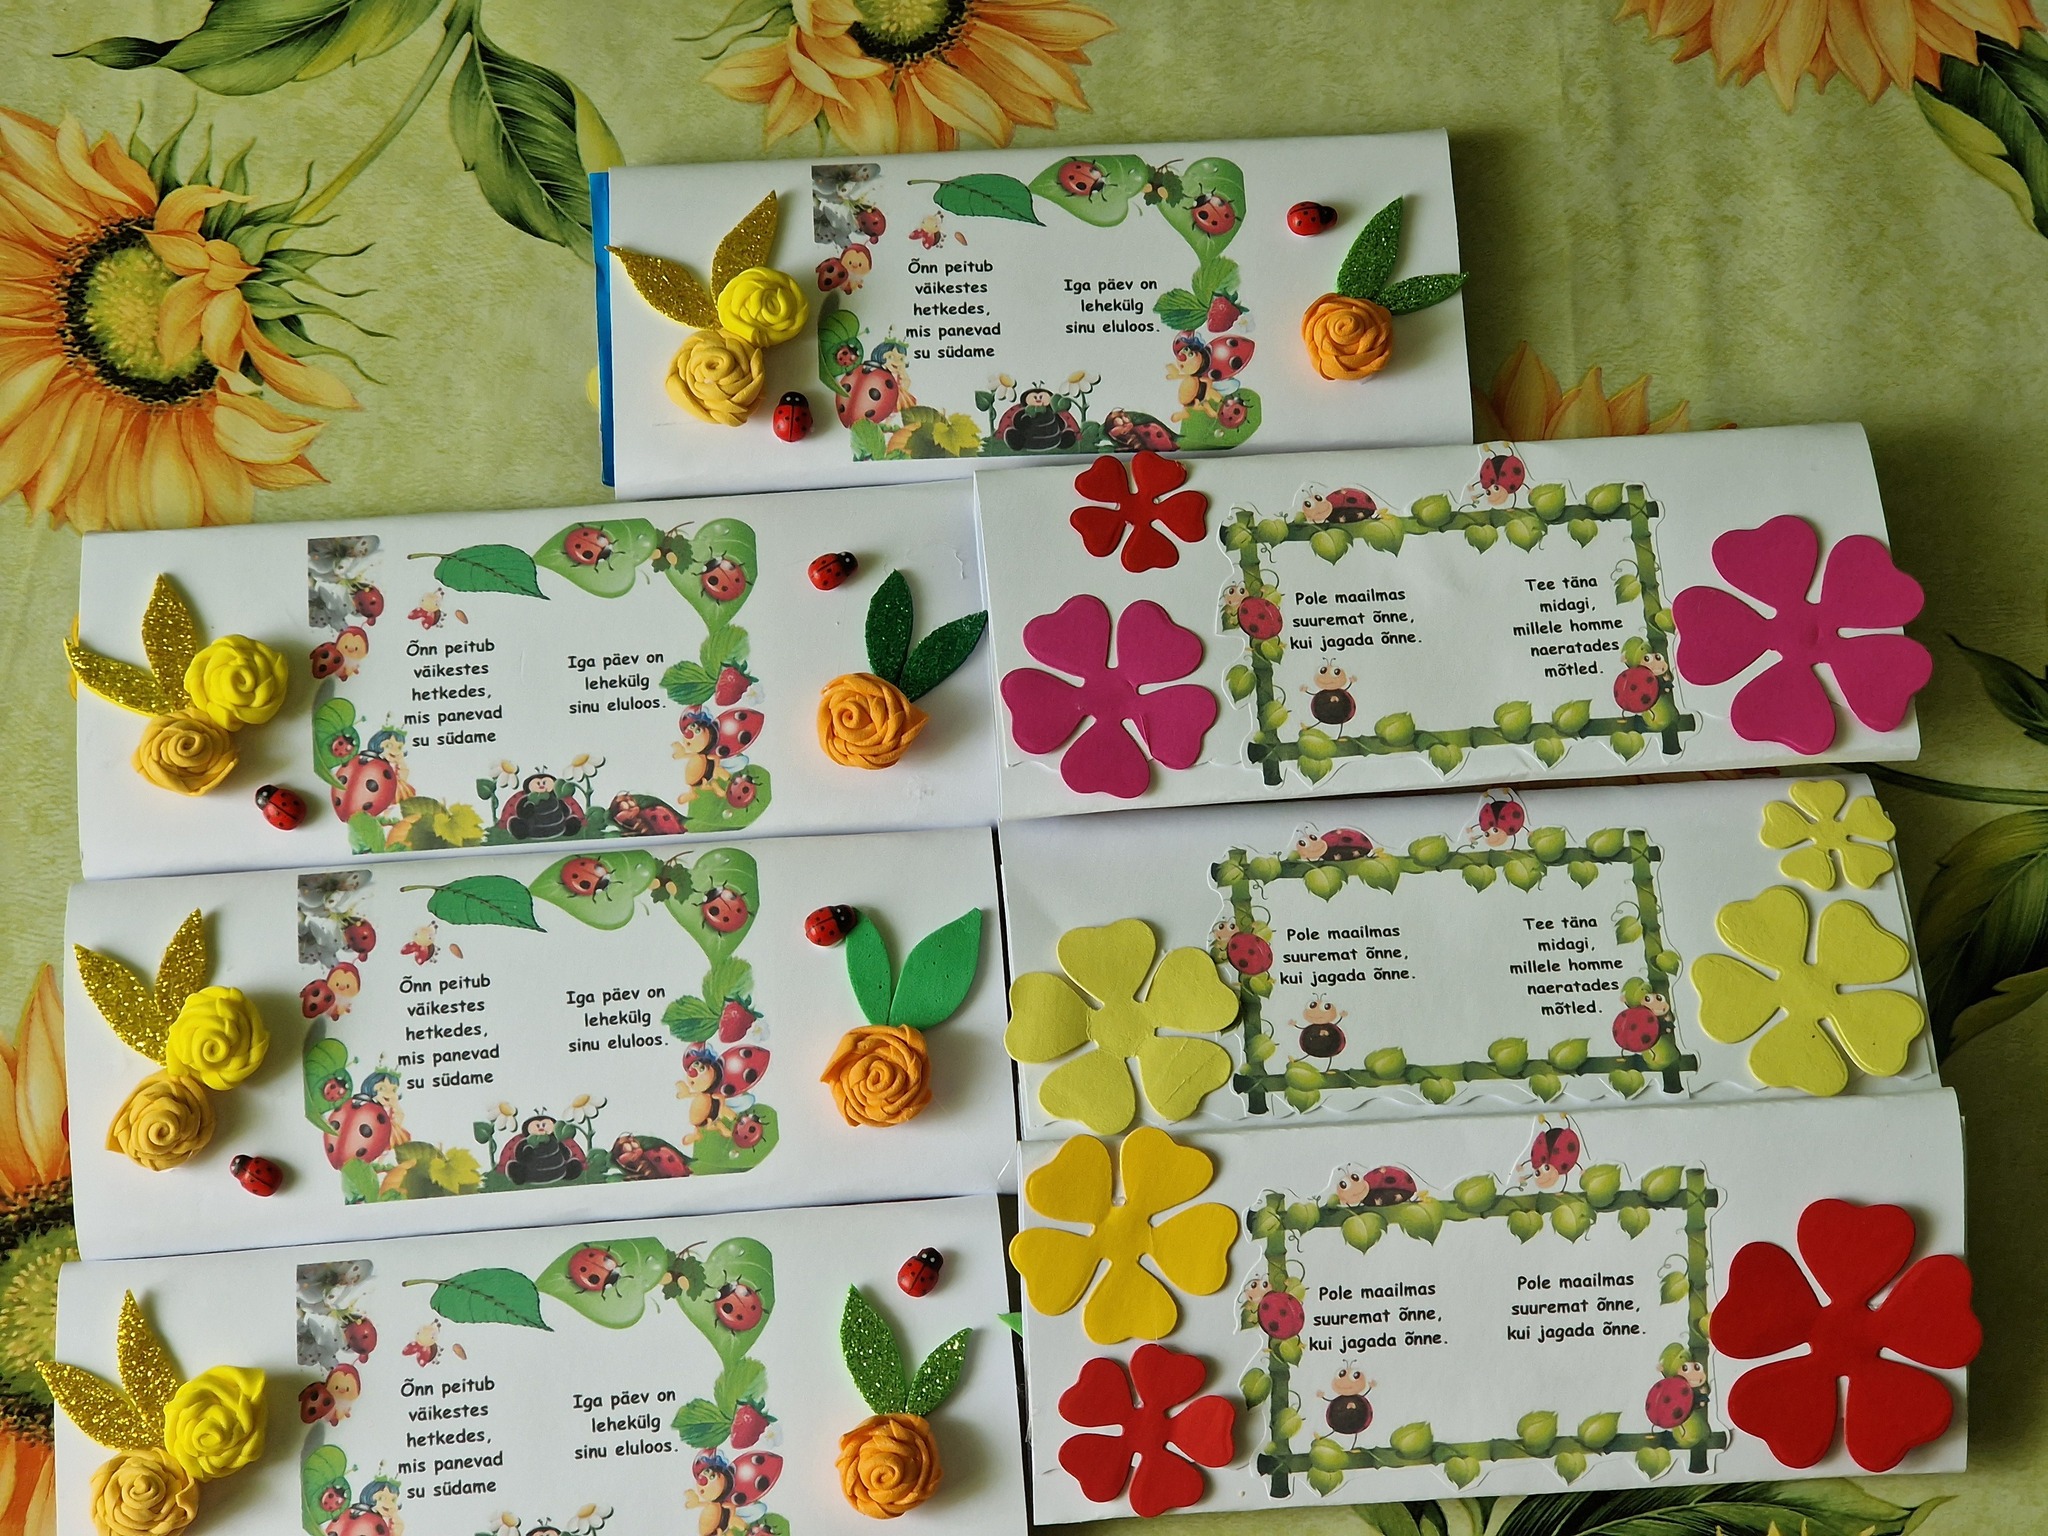 Õnn peitub
väikestes
hetkedes,
mis panevad
su südame
Iga päev on
lehekülg
sinu eluloos.
Õnn peitub
väikestes
hetkedes,
mis panevad
su südame
Iga päev on
lehekülg
sinu eluloos.
Pole maailmas
suuremat õnne,
kui jagada õnne.
Tee täna
midagi,
millele homme
naeratades
mõtled.
Õnn peitub
väikestes
hetkedes,
mis panevad
su südame
Iga päev on
lehekülg
sinu eluloos.
Pole maailmas
suuremat õnne,
kui jagada õnne.
Tee täna
midagi,
millele homme
naeratades
mõtled.
Õnn peitub
väikestes
hetkedes,
mis panevad
su südame
Iga päev on
lehekülg
sinu eluloos.
Pole maailmas
suuremat õnne,
kui jagada õnne.
Pole maailmas
suuremat õnne,
kui jagada õnne.